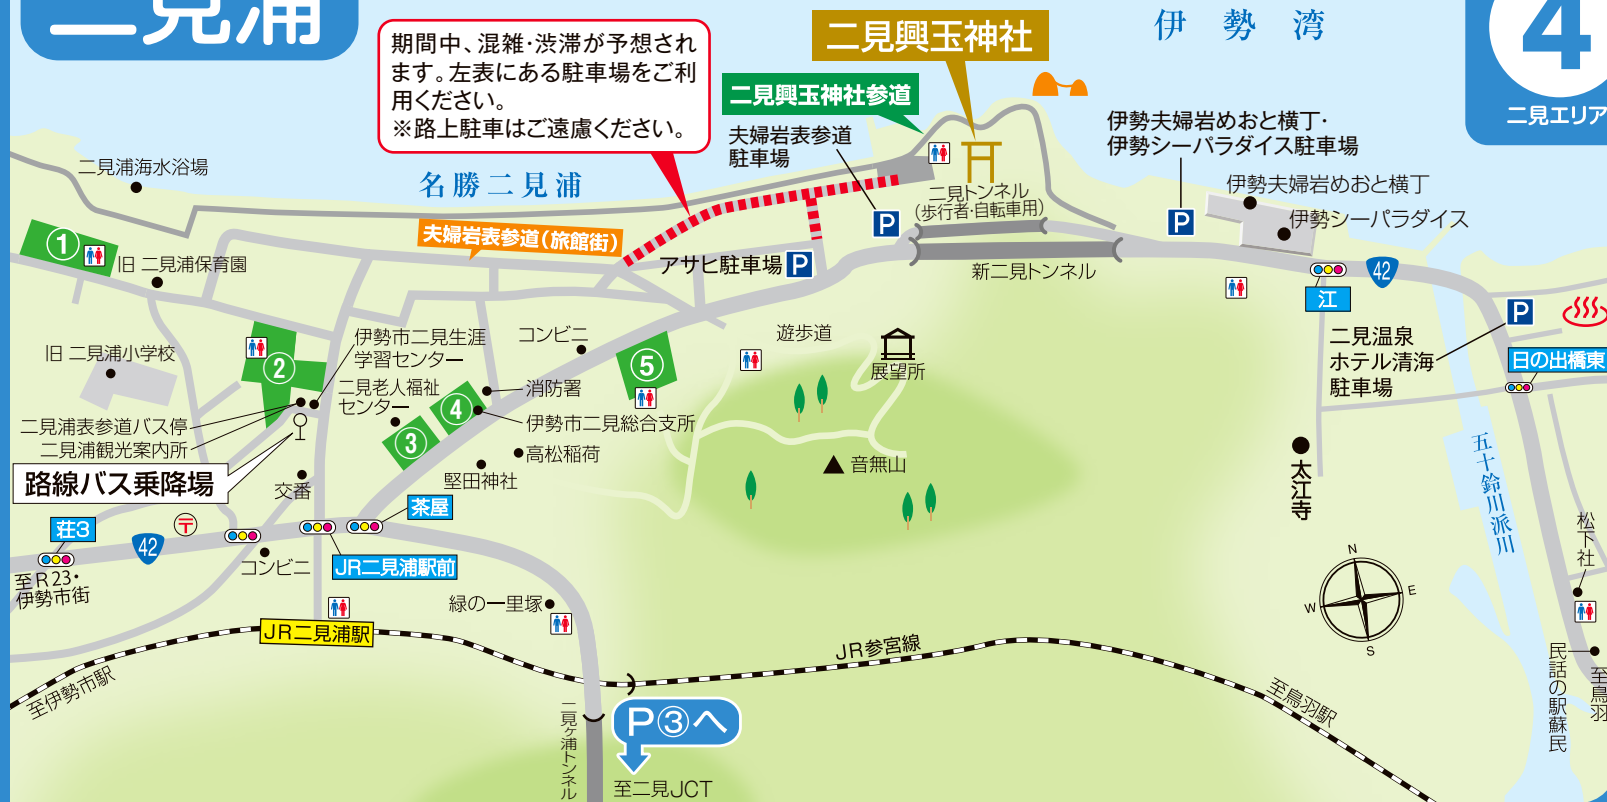 二見浦
期間中、混雑・渋滞が予想され
ます。左表にある駐車場をご利
用ください。
※路上駐車はご遠慮ください。
二見興玉神社
伊勢湾
4
二見エリア
二見興玉神社参道
夫婦岩表参道
駐車場
P
伊勢夫婦岩めおと横丁・
伊勢シーパラダイス駐車場
P
伊勢夫婦岩めおと横丁
伊勢シーパラダイス
二見浦海水浴場
名勝二見浦
二見トンネル
(歩行者・自転車用)
新二見トンネル
夫婦岩表参道(旅館街)
アサヒ駐車場
P
①
旧 二見浦保育園
江
42
P
二見温泉
ホテル清海
駐車場
日の出橋東
旧 二見浦小学校
②
伊勢市二見生涯
学習センター
コンビニ
遊歩道
展望所
⑤
二見老人福祉
センター
消防署
④
伊勢市二見総合支所
③
高松稲荷
堅田神社
音無山
二見浦表参道バス停
二見浦観光案内所
路線バス乗降場
交番
太江寺
五十鈴川派川
荘3
42
〒
茶屋
JR二見浦駅前
コンビニ
至R23・
伊勢市街
緑の一里塚
JR二見浦駅
JR参宮線
至伊勢市駅
至鳥羽駅
N
E
W
S
松下社
民話の駅蘇民
至鳥羽
二見ヶ浦トンネル
P③へ
至二見JCT